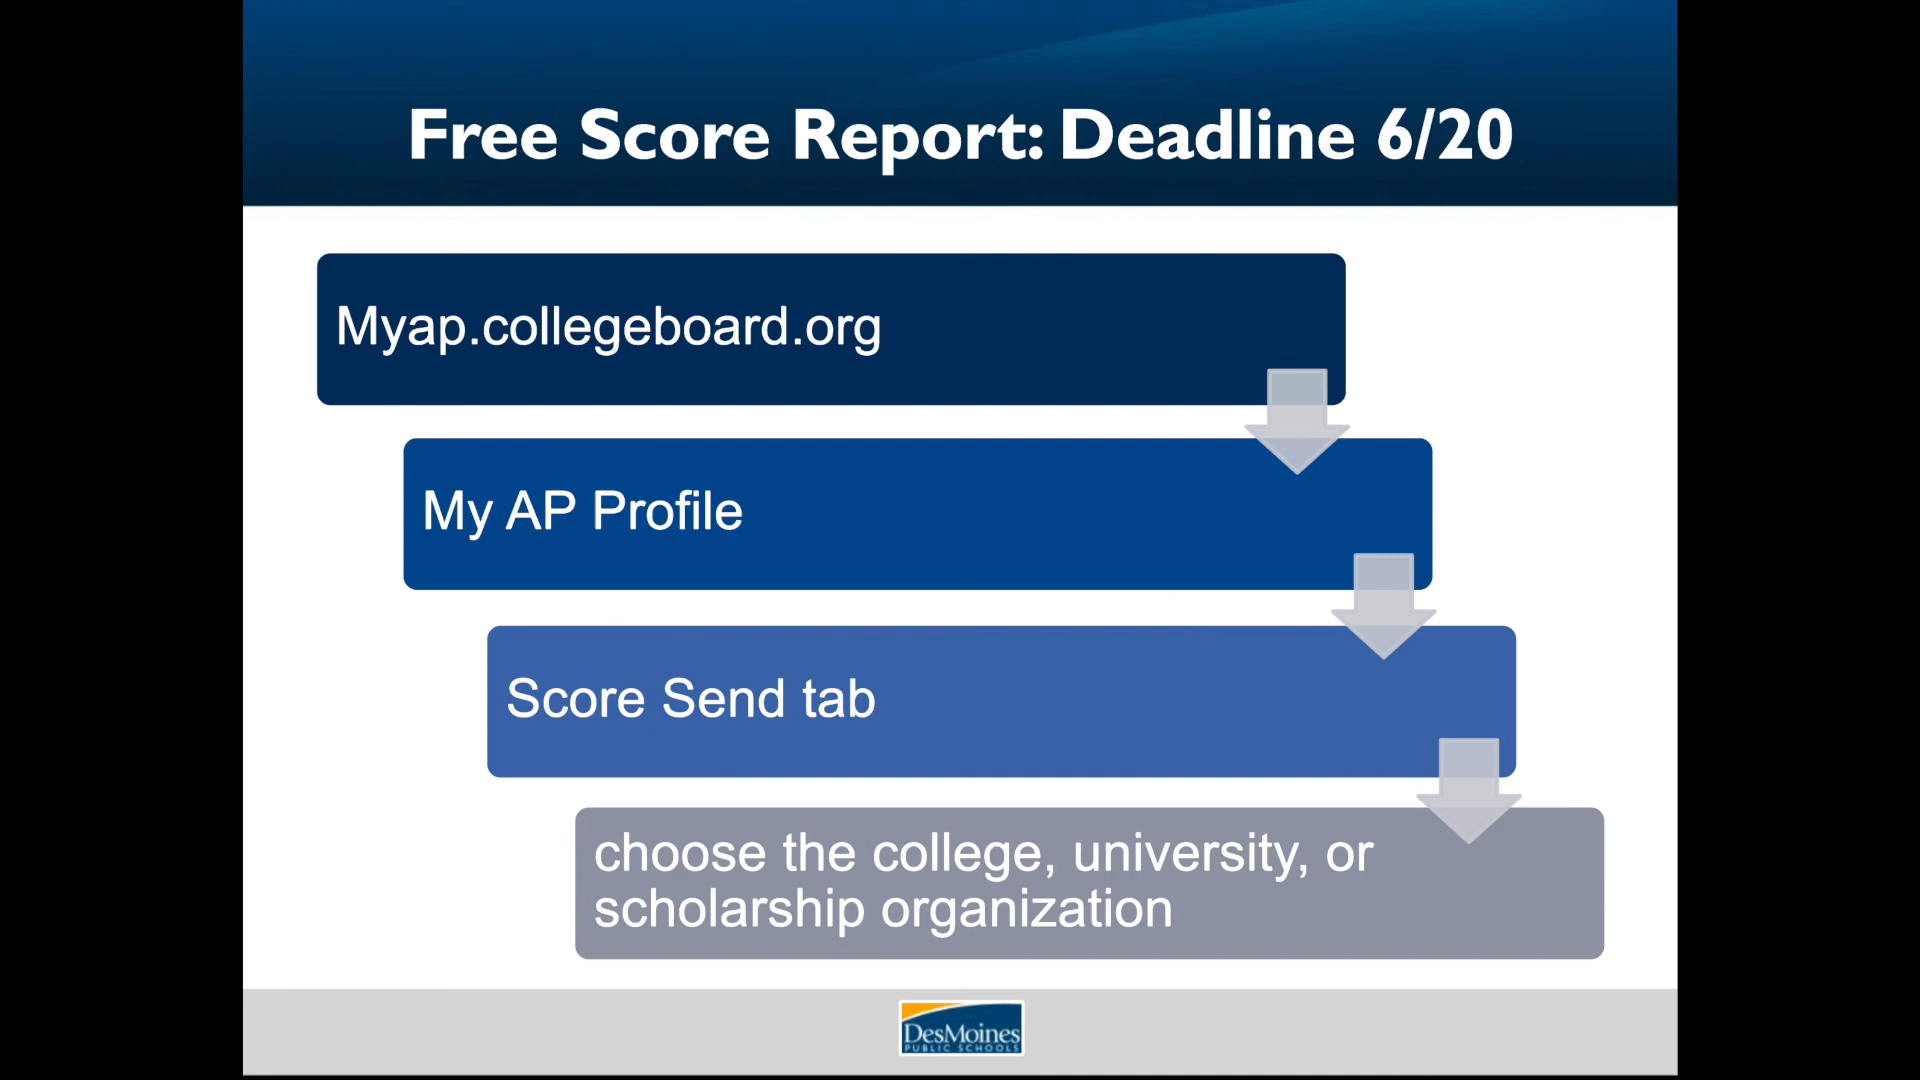 Free Score Report: Deadline 6/20
Myap.collegeboard.org
My AP Profile
Score Send tab
choose the college, university, or
scholarship organization
DesMoines
PUBLIC SCHOOLS